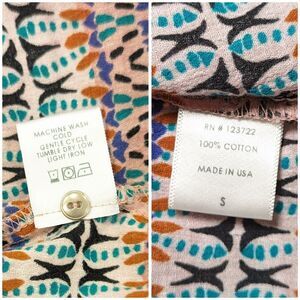 MACHINE WASH
COLD
GENTLE CYCLE
TUMBLE DRY LOW
LIGHT IRON
RN # 123722
100% COTTON
MADE IN USA
S